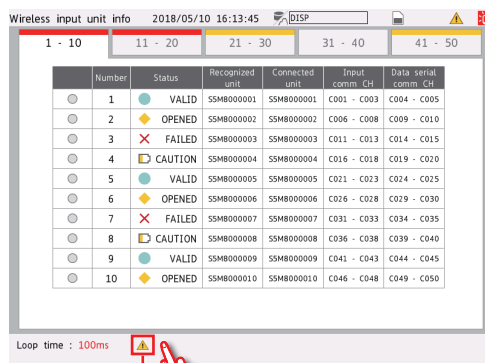 Wireless input unit info 2018/05/10 16:13:45 DISP
1 - 10 11 - 20 21 - 30 31 - 40 41 - 50
Number Status Recognized unit Connected unit Input comm CH Data serial comm CH
1 VALID S5M8000001 S5M8000001 C001 - C003 C004 - C005
2 OPENED S5M8000002 S5M8000002 C006 - C008 C009 - C010
3 FAILED S5M8000003 S5M8000003 C011 - C013 C014 - C015
4 CAUTION S5M8000004 S5M8000004 C016 - C018 C019 - C020
5 VALID S5M8000005 S5M8000005 C021 - C023 C024 - C025
6 OPENED S5M8000006 S5M8000006 C026 - C028 C029 - C030
7 FAILED S5M8000007 S5M8000007 C031 - C033 C034 - C035
8 CAUTION S5M8000008 S5M8000008 C036 - C038 C039 - C040
9 VALID S5M8000009 S5M8000009 C041 - C043 C044 - C045
10 OPENED S5M8000010 S5M8000010 C046 - C048 C049 - C050
Loop time : 100ms